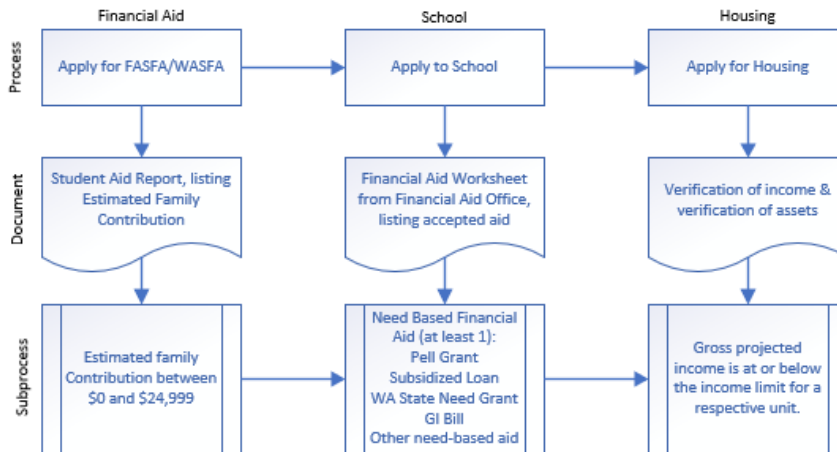 Financial Aid
School
Housing
Process
Apply for FASFA/WASFA
Apply to School
Apply for Housing
Document
Student Aid Report, listing
Estimated Family
Contribution
Financial Aid Worksheet
from Financial Aid Office,
listing accepted aid
Verification of income &
verification of assets
Subprocess
Estimated family
Contribution between
$0 and $24,999
Need Based Financial
Aid (at least 1):
Pell Grant
Subsidized Loan
WA State Need Grant
GI Bill
Other need-based aid
Gross projected
income is at or below
the income limit for a
respective unit.